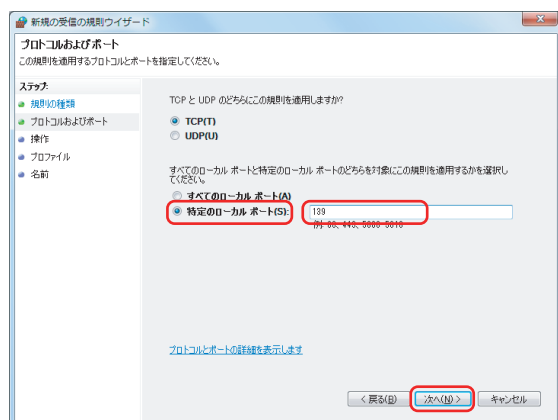 新規の受信の規則ウィザード
プロトコルおよびポート
この規則を適用するプロトコルとポートを指定してください。
ステップ:
規則の種類
プロトコルおよびポート
操作
プロファイル
名前
TCP と UDP のどちらにこの規則を適用しますか?
TCP(T)
UDP(U)
すべてのローカル ポートと特定のローカル ポートのどちらを対象にこの規則を適用するかを選択し
てください。
すべてのローカル ポート(A)
特定のローカル ポート(S):
139
例: 80、443、5000-5010
プロトコルとポートの詳細を表示します
< 戻る(B)
次へ(N) >
キャンセル